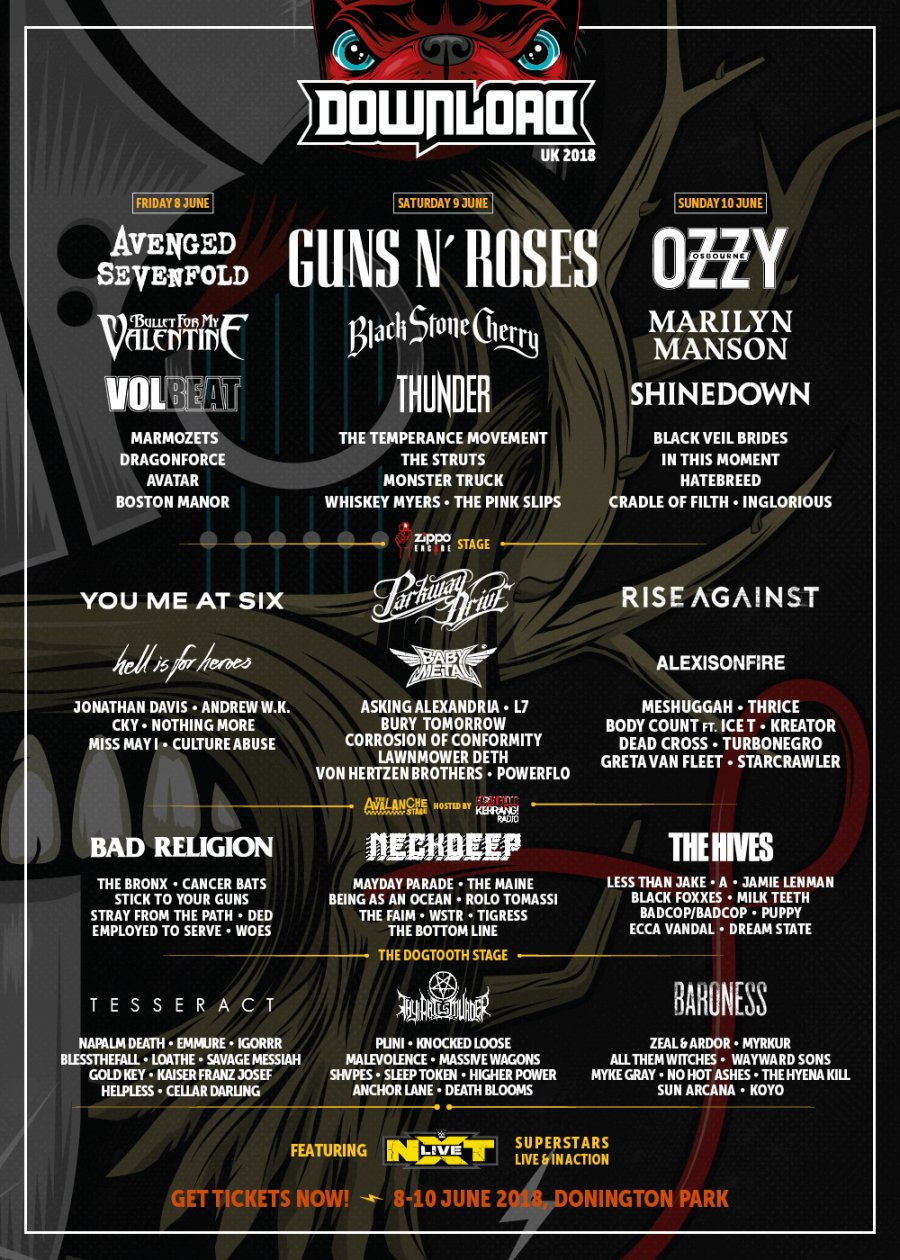 DOWNLOAD
UK 2018
FRIDAY 8 JUNE
AVENGED
SEVENFOLD
BULLET FOR MY
VALENTINE
VOLBEAT
MARMOZETS
DRAGONFORCE
AVATAR
BOSTON MANOR
SATURDAY 9 JUNE
GUNS N' ROSES
Black Stone Cherry
THUNDER
THE TEMPERANCE MOVEMENT
THE STRUTS
MONSTER TRUCK
WHISKEY MYERS • THE PINK SLIPS
SUNDAY 10 JUNE
OZZY
OSBOURNE
MARILYN
MANSON
SHINEDOWN
BLACK VEIL BRIDES
IN THIS MOMENT
HATEBREED
CRADLE OF FILTH • INGLORIOUS
zippo
ENCORE STAGE
YOU ME AT SIX
hell is for heroes
JONATHAN DAVIS • ANDREW W.K.
CKY • NOTHING MORE
MISS MAY I • CULTURE ABUSE
Parkway Drive
BABY
METAL
ASKING ALEXANDRIA • L7
BURY TOMORROW
CORROSION OF CONFORMITY
LAWNMOWER DETH
VON HERTZEN BROTHERS • POWERFLO
RISE AGAINST
ALEXISONFIRE
MESHUGGAH • THRICE
BODY COUNT FT. ICE T • KREATOR
DEAD CROSS • TURBONEGRO
GRETA VAN FLEET • STARCRAWLER
THE AVALANCHE STAGE HOSTED BY KERRANG! RADIO
BAD RELIGION
THE BRONX • CANCER BATS
STICK TO YOUR GUNS
STRAY FROM THE PATH • DED
EMPLOYED TO SERVE • WOES
NECK DEEP
MAYDAY PARADE • THE MAINE
BEING AS AN OCEAN • ROLO TOMASSI
THE FAIM • WSTR • TIGRESS
THE BOTTOM LINE
THE HIVES
LESS THAN JAKE • A • JAMIE LENMAN
BLACK FOXXES • MILK TEETH
BADCOP/BADCOP • PUPPY
ECCA VANDAL • DREAM STATE
THE DOGTOOTH STAGE
TESSERACT
NAPALM DEATH • EMMURE • IGORRR
BLESSTHEFALL • LOATHE • SAVAGE MESSIAH
GOLD KEY • KAISER FRANZ JOSEF
HELPLESS • CELLAR DARLING
THY ART IS MURDER
PLINI • KNOCKED LOOSE
MALEVOLENCE • MASSIVE WAGONS
SHVPES • SLEEP TOKEN • HIGHER POWER
ANCHOR LANE • DEATH BLOOMS
BARONESS
ZEAL & ARDOR • MYRKUR
ALL THEM WITCHES • WAYWARD SONS
MYKE GRAY • NO HOT ASHES • THE HYENA KILL
SUN ARCANA • KOYO
FEATURING
NXT
LIVE
SUPERSTARS
LIVE & IN ACTION
GET TICKETS NOW! 8-10 JUNE 2018, DONINGTON PARK